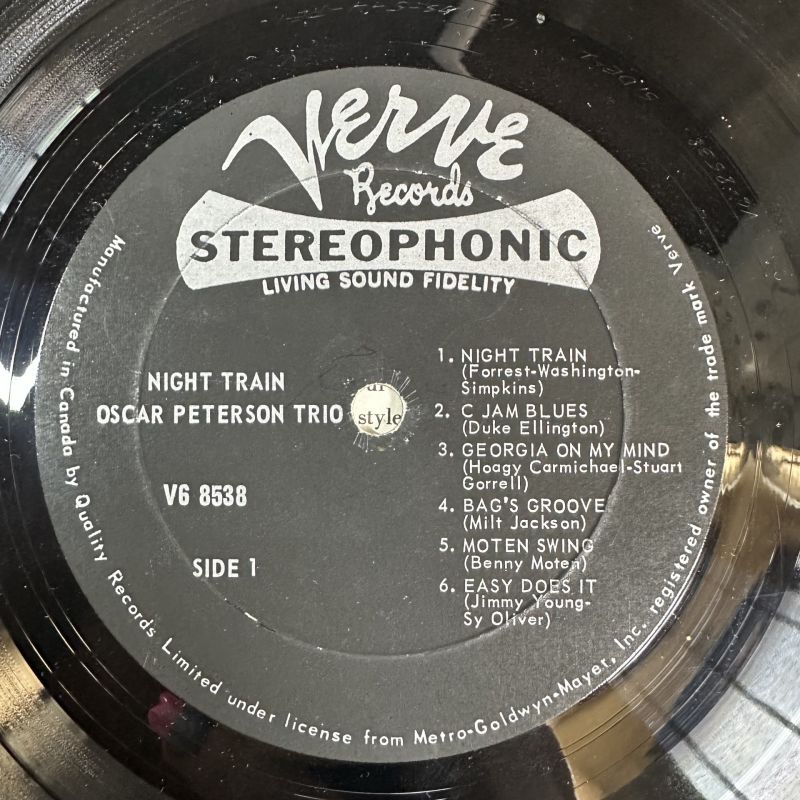 Verve
Records
STEREOPHONIC
LIVING SOUND FIDELITY
NIGHT TRAIN
OSCAR PETERSON TRIO
V6 8538
SIDE 1
style
1. NIGHT TRAIN
(Forrest-Washington-
Simpkins)
2. C JAM BLUES
(Duke Ellington)
3. GEORGIA ON MY MIND
(Hoagy Carmichael-Stuart
Gorrell)
4. BAG'S GROOVE
(Milt Jackson)
5. MOTEN SWING
(Benny Moten)
6. EASY DOES IT
(Jimmy Young-
Sy Oliver)
Manufactured in Canada by Quality Records Limited under license from Metro-Goldwyn-Mayer, Inc. registered owner of the trade mark Verve